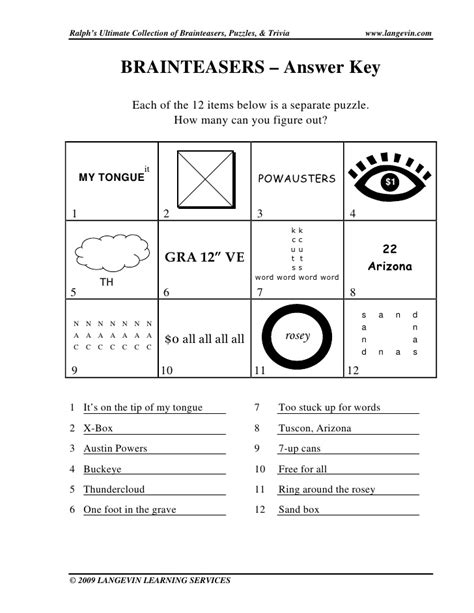 Ralph's Ultimate Collection of Brainteasers, Puzzles, & Trivia www.langevin.com
BRAINTEASERS – Answer Key
Each of the 12 items below is a separate puzzle.
How many can you figure out?
MY TONGUE it
1
2
POWAUSTERS
3
$1
4
TH
5
GRA 12″ VE
6
k k
c c
u u
t t
s s
word word word word
7
22
Arizona
8
N N N N N N N
A A A A A A A
C C C C C C C
9
$0 all all all all
10
rosey
11
s a n d
a n
n a
d n a s
12
1 It's on the tip of my tongue
2 X-Box
3 Austin Powers
4 Buckeye
5 Thundercloud
6 One foot in the grave
7 Too stuck up for words
8 Tuscon, Arizona
9 7-up cans
10 Free for all
11 Ring around the rosey
12 Sand box
© 2009 LANGEVIN LEARNING SERVICES